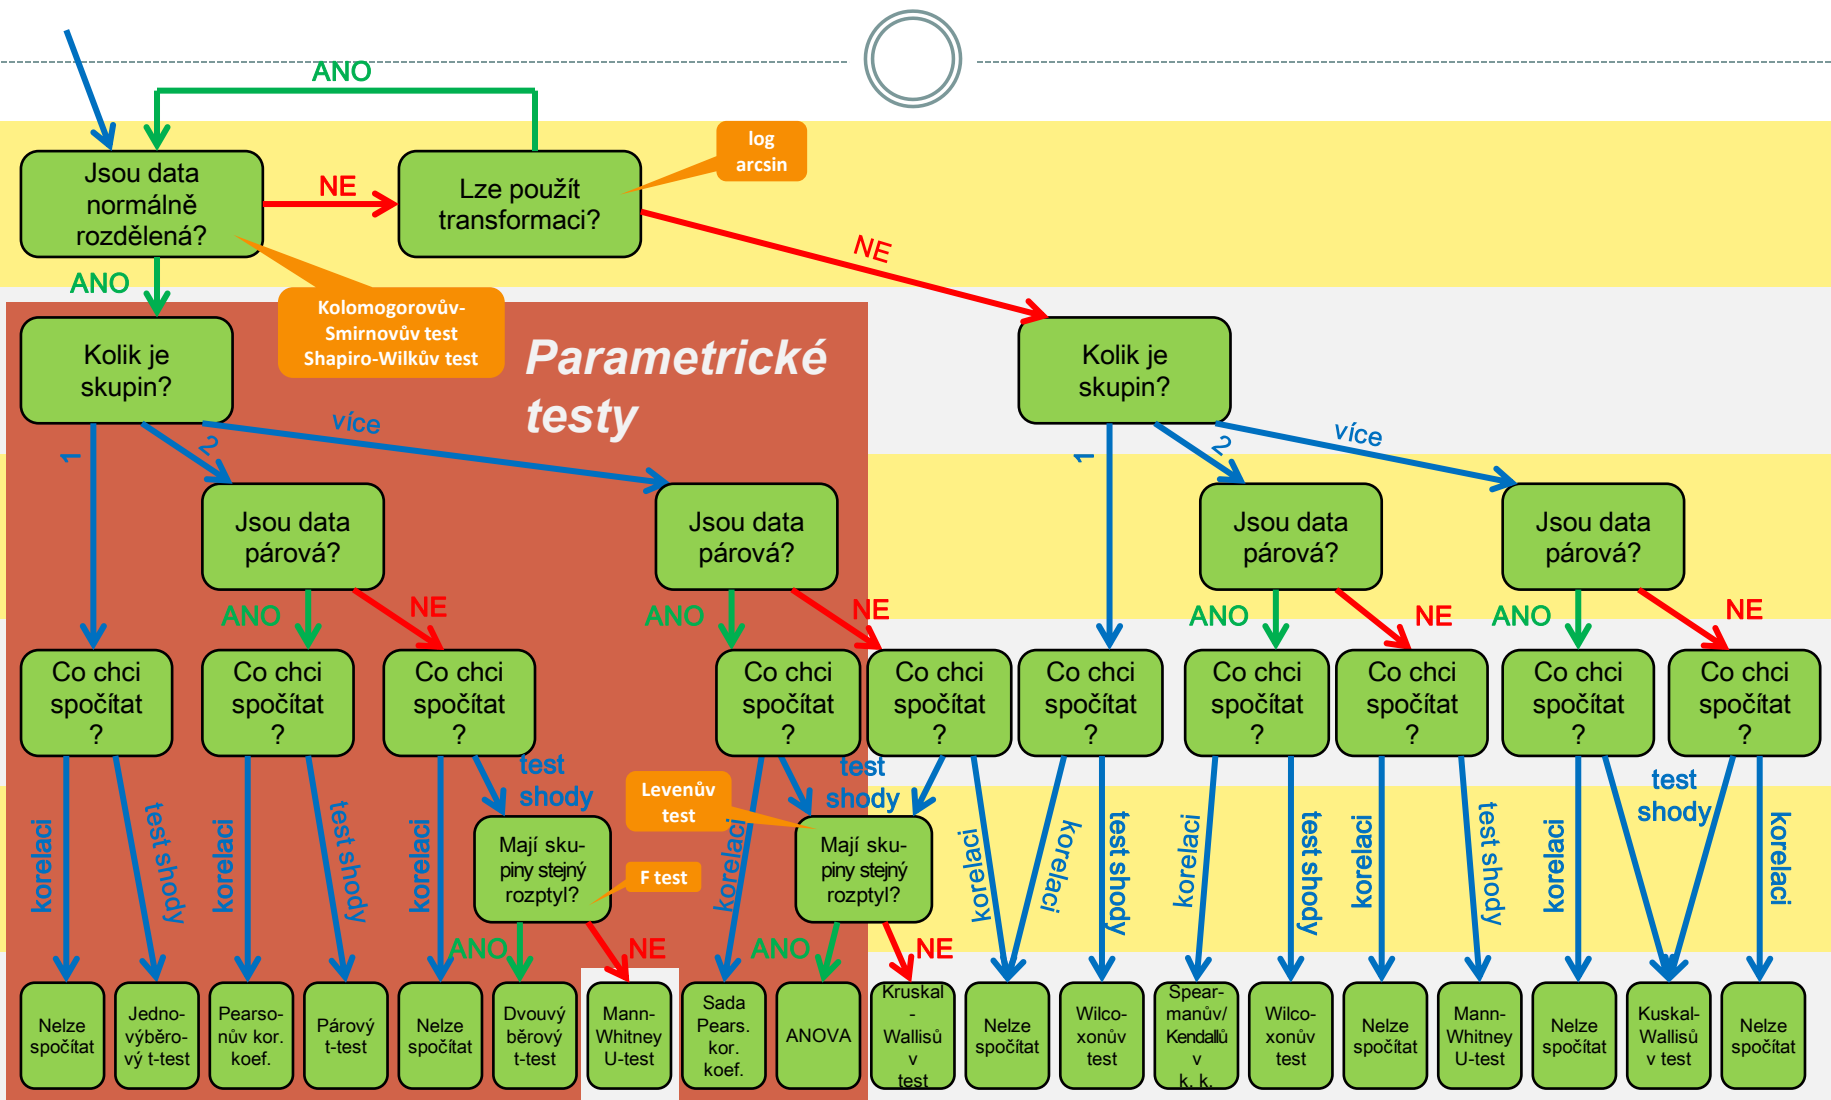 ANO
log
arcsin
Jsou data
normálně
rozdělená?
NE
Lze použít
transformaci?
NE
ANO
Kolomogorovův-
Smirnovův test
Shapiro-Wilkův test
Kolik je
skupin?
Parametrické
testy
Kolik je
skupin?
1
2
více
1
2
více
Jsou data
párová?
Jsou data
párová?
Jsou data
párová?
Jsou data
párová?
ANO
NE
ANO
NE
ANO
NE
ANO
NE
Co chci
spočítat
?
Co chci
spočítat
?
Co chci
spočítat
?
Co chci
spočítat
?
Co chci
spočítat
?
Co chci
spočítat
?
Co chci
spočítat
?
Co chci
spočítat
?
Co chci
spočítat
?
Co chci
spočítat
?
test
shody
Levenův
test
test
shody
test
shody
korelaci
test shody
korelaci
test shody
korelaci
Mají sku-
piny stejný
rozptyl?
F test
korelaci
Mají sku-
piny stejný
rozptyl?
korelaci
korelaci
test shody
korelaci
test shody
korelaci
test shody
korelaci
korelaci
ANO
NE
ANO
NE
Nelze
spočítat
Jedno-
výběro-
vý t-test
Pearso-
nův kor.
koef.
Párový
t-test
Nelze
spočítat
Dvouvý
běrový
t-test
Mann-
Whitney
U-test
Sada
Pears.
kor.
koef.
ANOVA
Kruskal
-
Wallisů
v
test
Nelze
spočítat
Wilco-
xonův
test
Spear-
manův/
Kendallů
v
k. k.
Wilco-
xonův
test
Nelze
spočítat
Mann-
Whitney
U-test
Nelze
spočítat
Kuskal-
Wallisů
v test
Nelze
spočítat